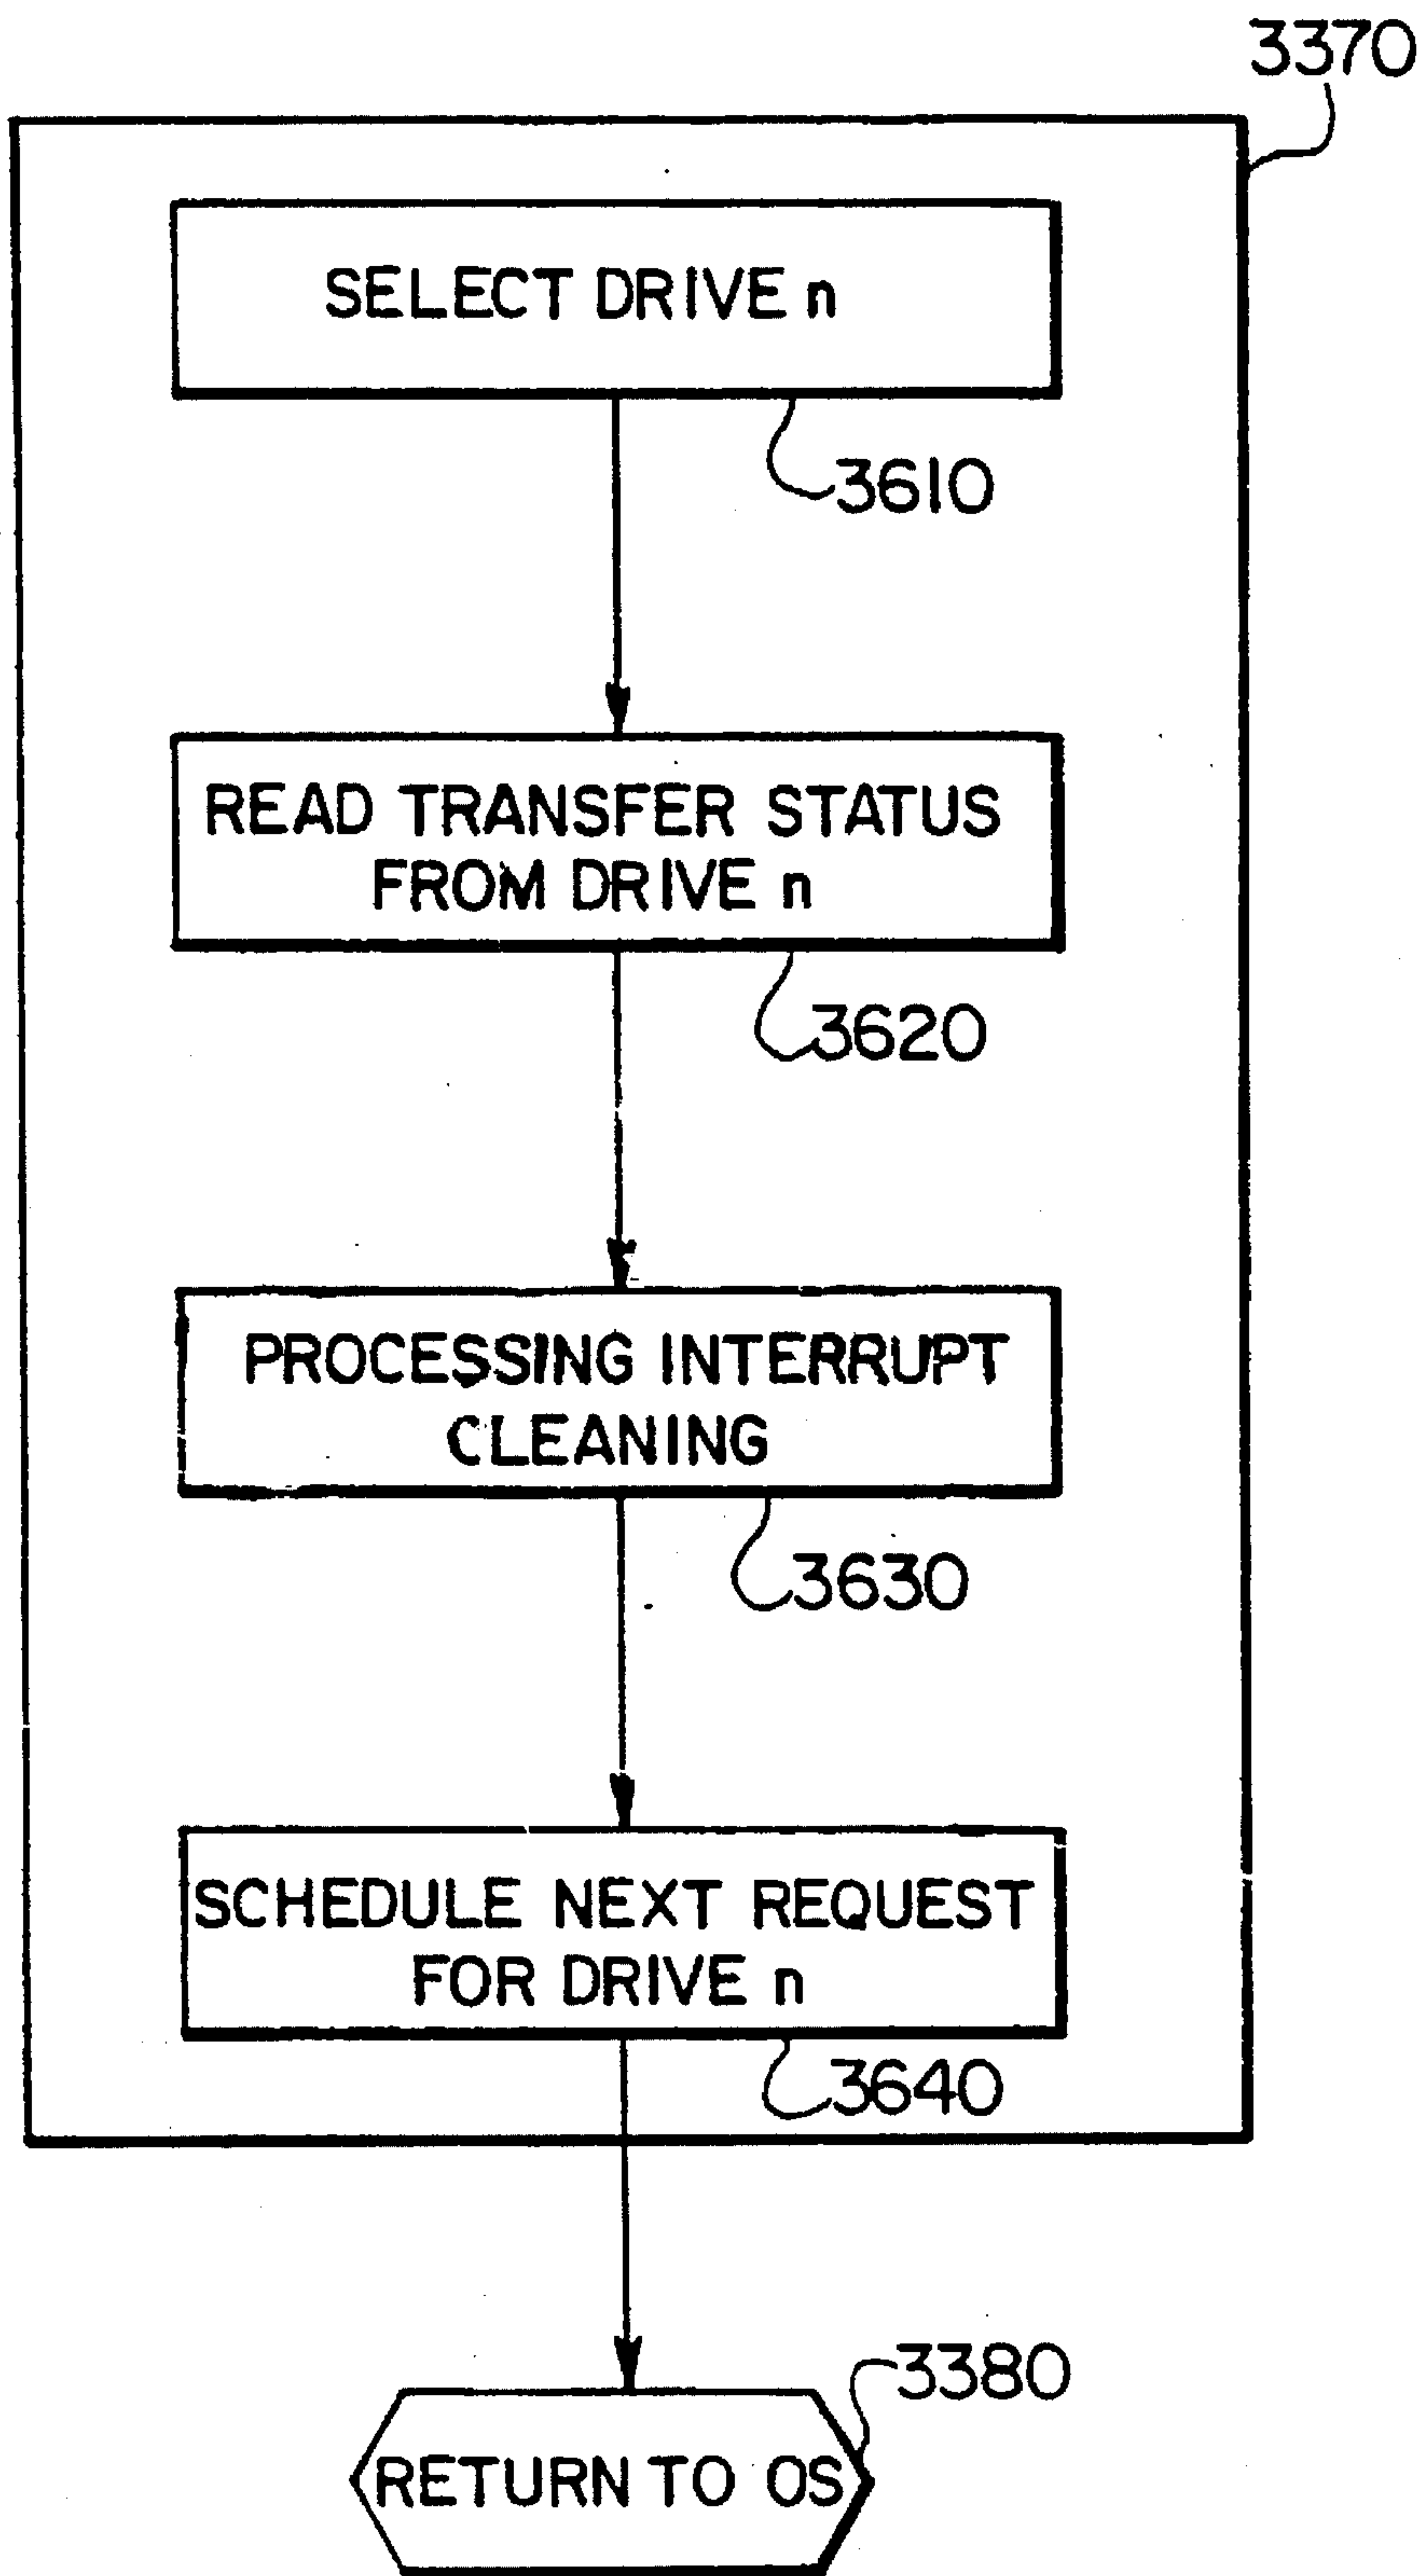 3370
SELECT DRIVE n
3610
READ TRANSFER STATUS
FROM DRIVE n
3620
PROCESSING INTERRUPT
CLEANING
3630
SCHEDULE NEXT REQUEST
FOR DRIVE n
3640
3380
RETURN TO OS